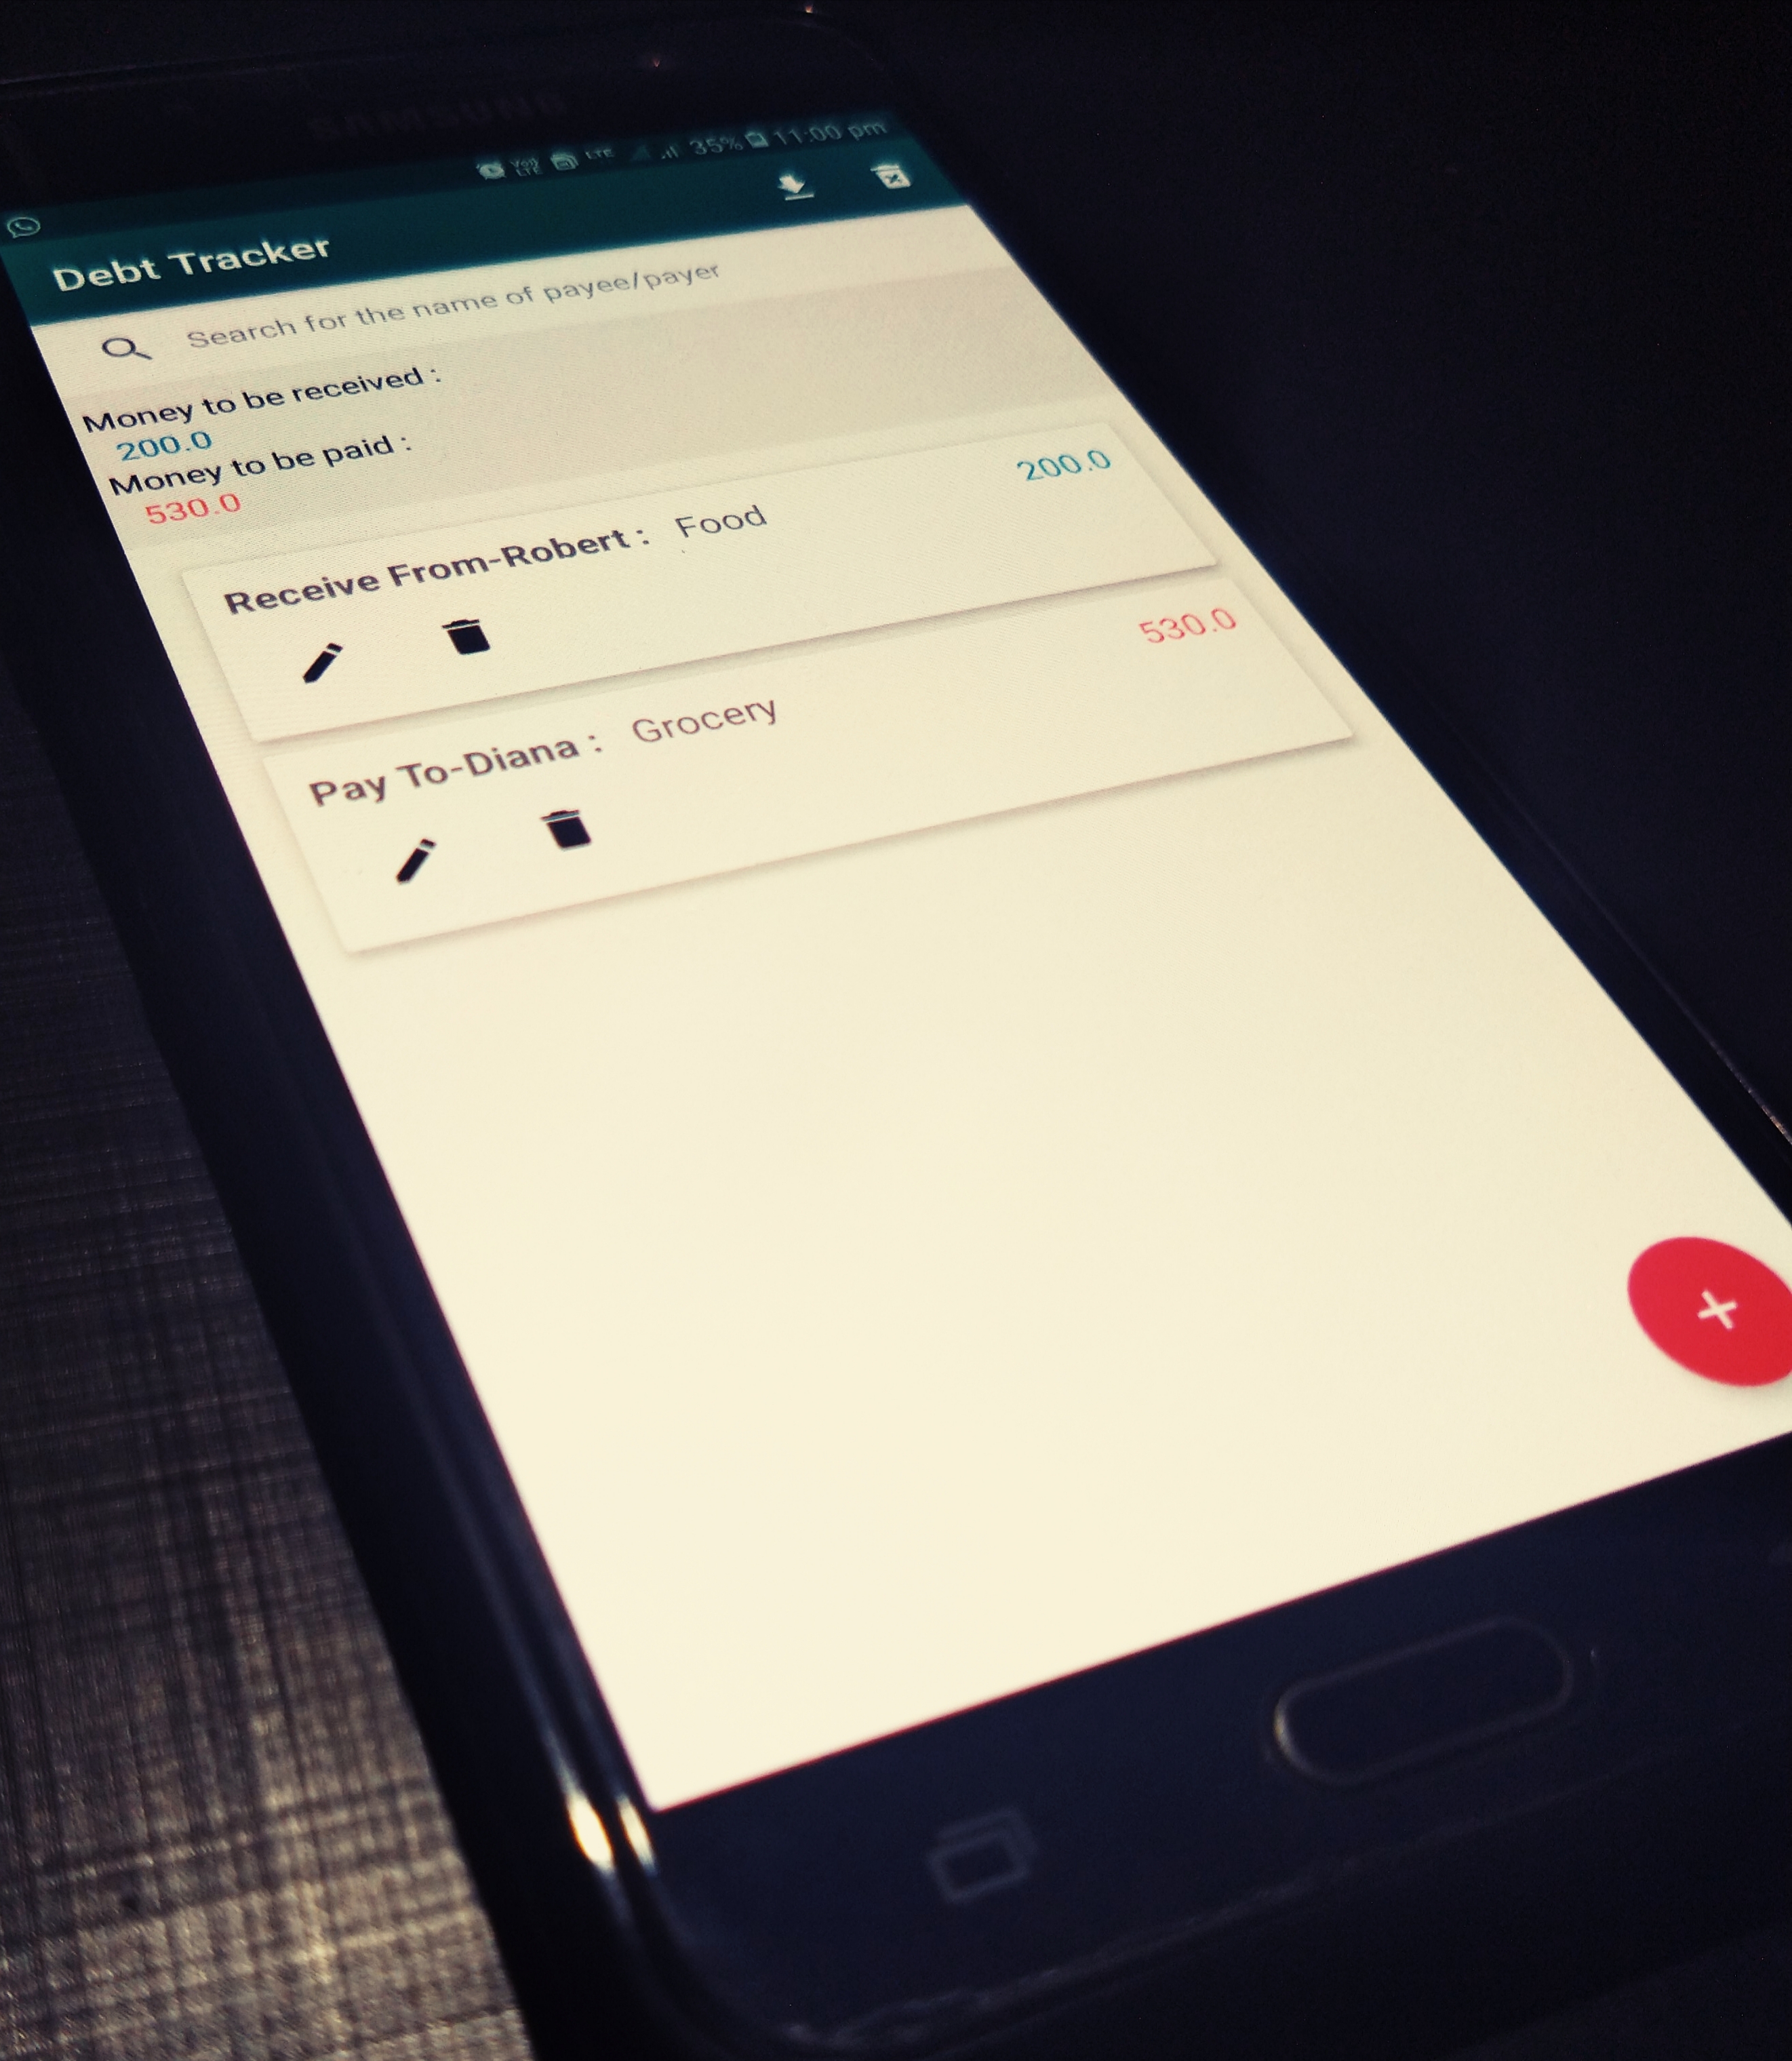 SAMSUNG
VoD LTE LTE 35% 11:00 pm
Debt Tracker
Search for the name of payee/payer
Money to be received :
200.0
Money to be paid :
530.0
Receive From-Robert : Food 200.0
Pay To-Diana : Grocery 530.0
+